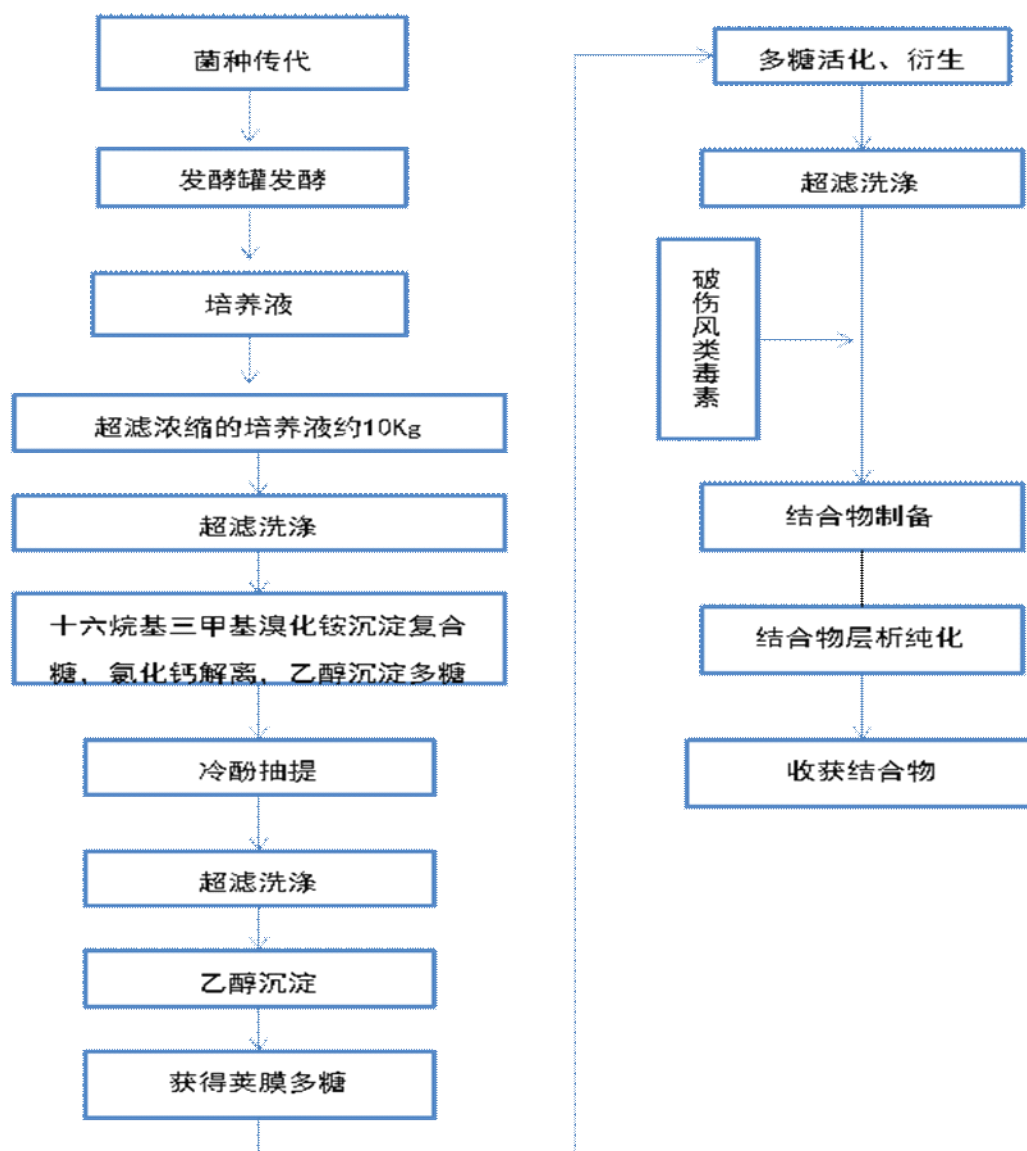 菌种传代
发酵罐发酵
培养液
超滤浓缩的培养液约10Kg
超滤洗涤
十六烷基三甲基溴化铵沉淀复合
糖，氯化钙解离，乙醇沉淀多糖
冷酚抽提
超滤洗涤
乙醇沉淀
获得荚膜多糖
多糖活化、衍生
超滤洗涤
破伤风类毒素
结合物制备
结合物层析纯化
收获结合物